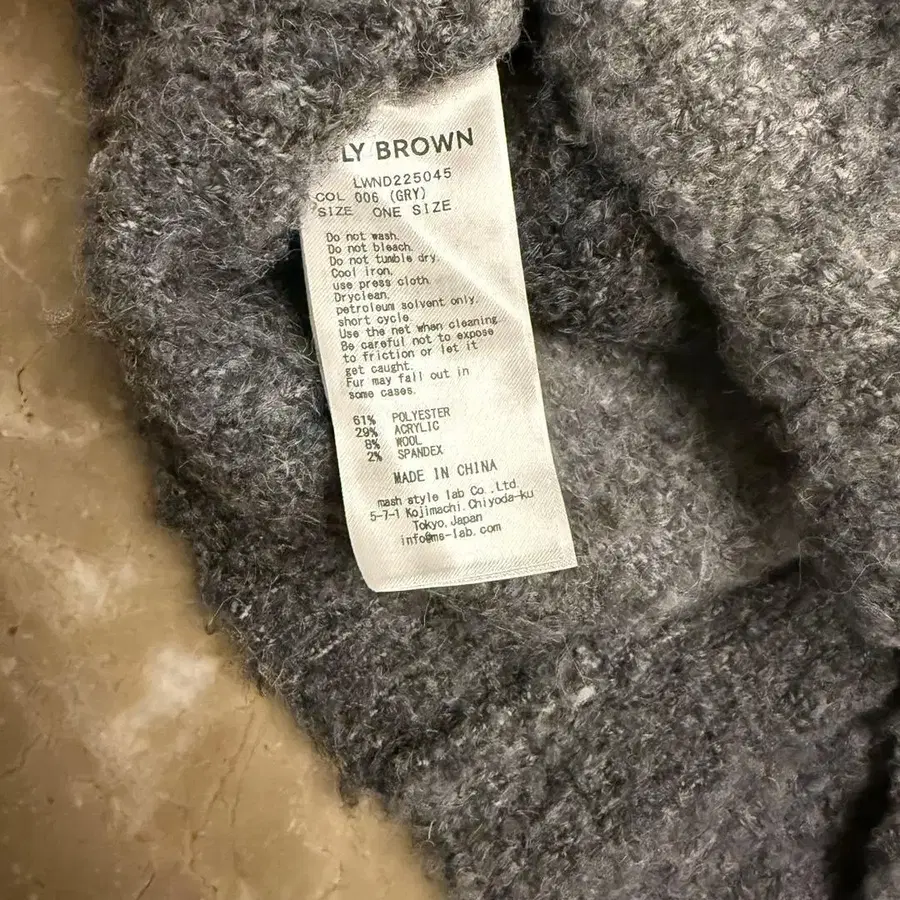 LY BROWN
LWND225045
COL 006 (GRY)
SIZE ONE SIZE
Do not wash.
Do not bleach.
Do not tumble dry.
Cool iron.
use press cloth.
Dryclean.
petroleum solvent only.
short cycle.
Use the net when cleaning
Be careful not to expose
to friction or let it
get caught.
Fur may fall out in
some cases.
61% POLYESTER
29% ACRYLIC
8% WOOL
2% SPANDEX
MADE IN CHINA
mash style lab Co.,Ltd.
5-7-1 Kojimachi.Chiyoda-ku
Tokyo,Japan
info@ms-lab.com